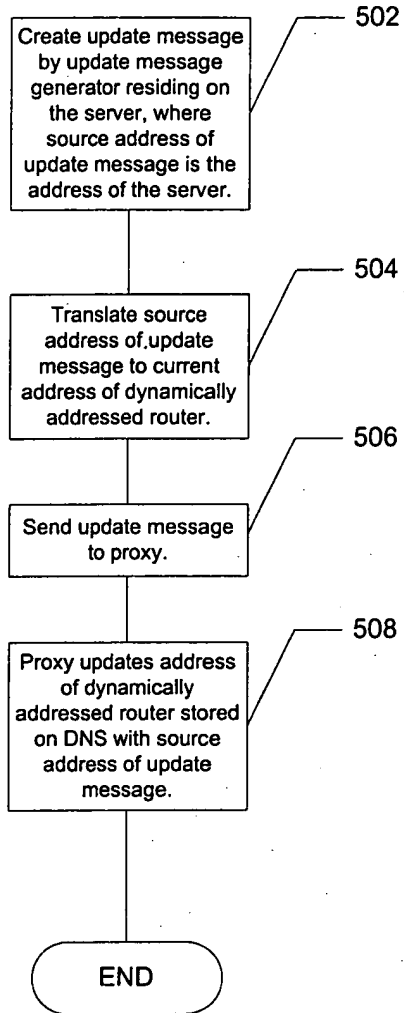 502
Create update message
by update message
generator residing on
the server, where
source address of
update message is the
address of the server.
504
Translate source
address of update
message to current
address of dynamically
addressed router.
506
Send update message
to proxy.
508
Proxy updates address
of dynamically
addressed router stored
on DNS with source
address of update
message.
END